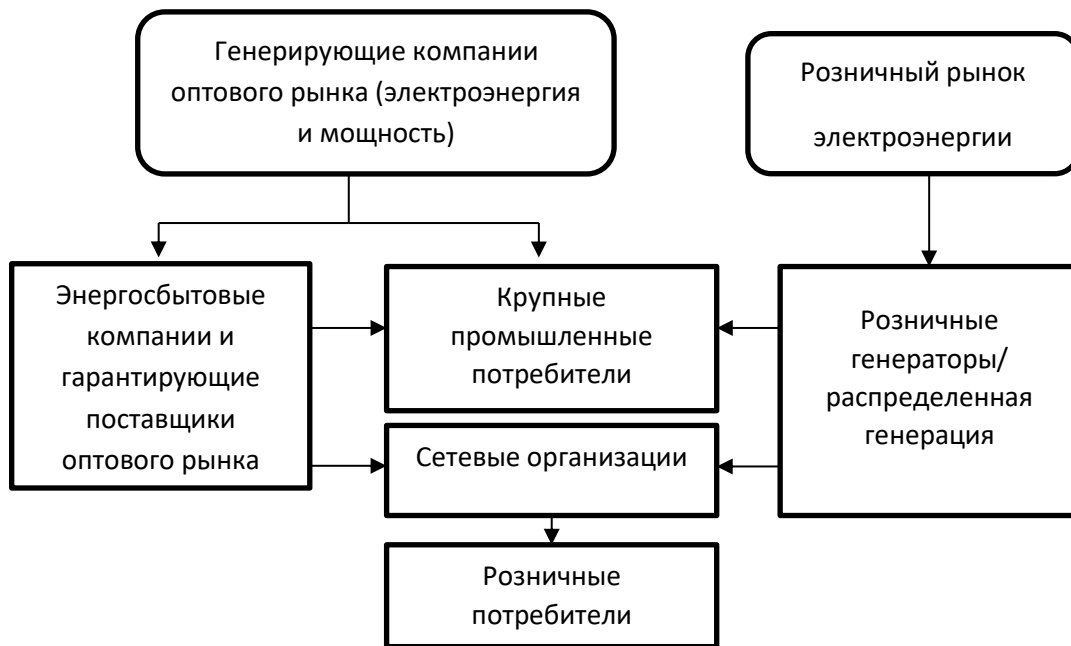 Генерирующие компании
оптового рынка (электроэнергия
и мощность)
Розничный рынок
электроэнергии
Энергосбытовые
компании и
гарантирующие
поставщики
оптового рынка
Крупные
промышленные
потребители
Розничные
генераторы/
распределенная
генерация
Сетевые организации
Розничные
потребители